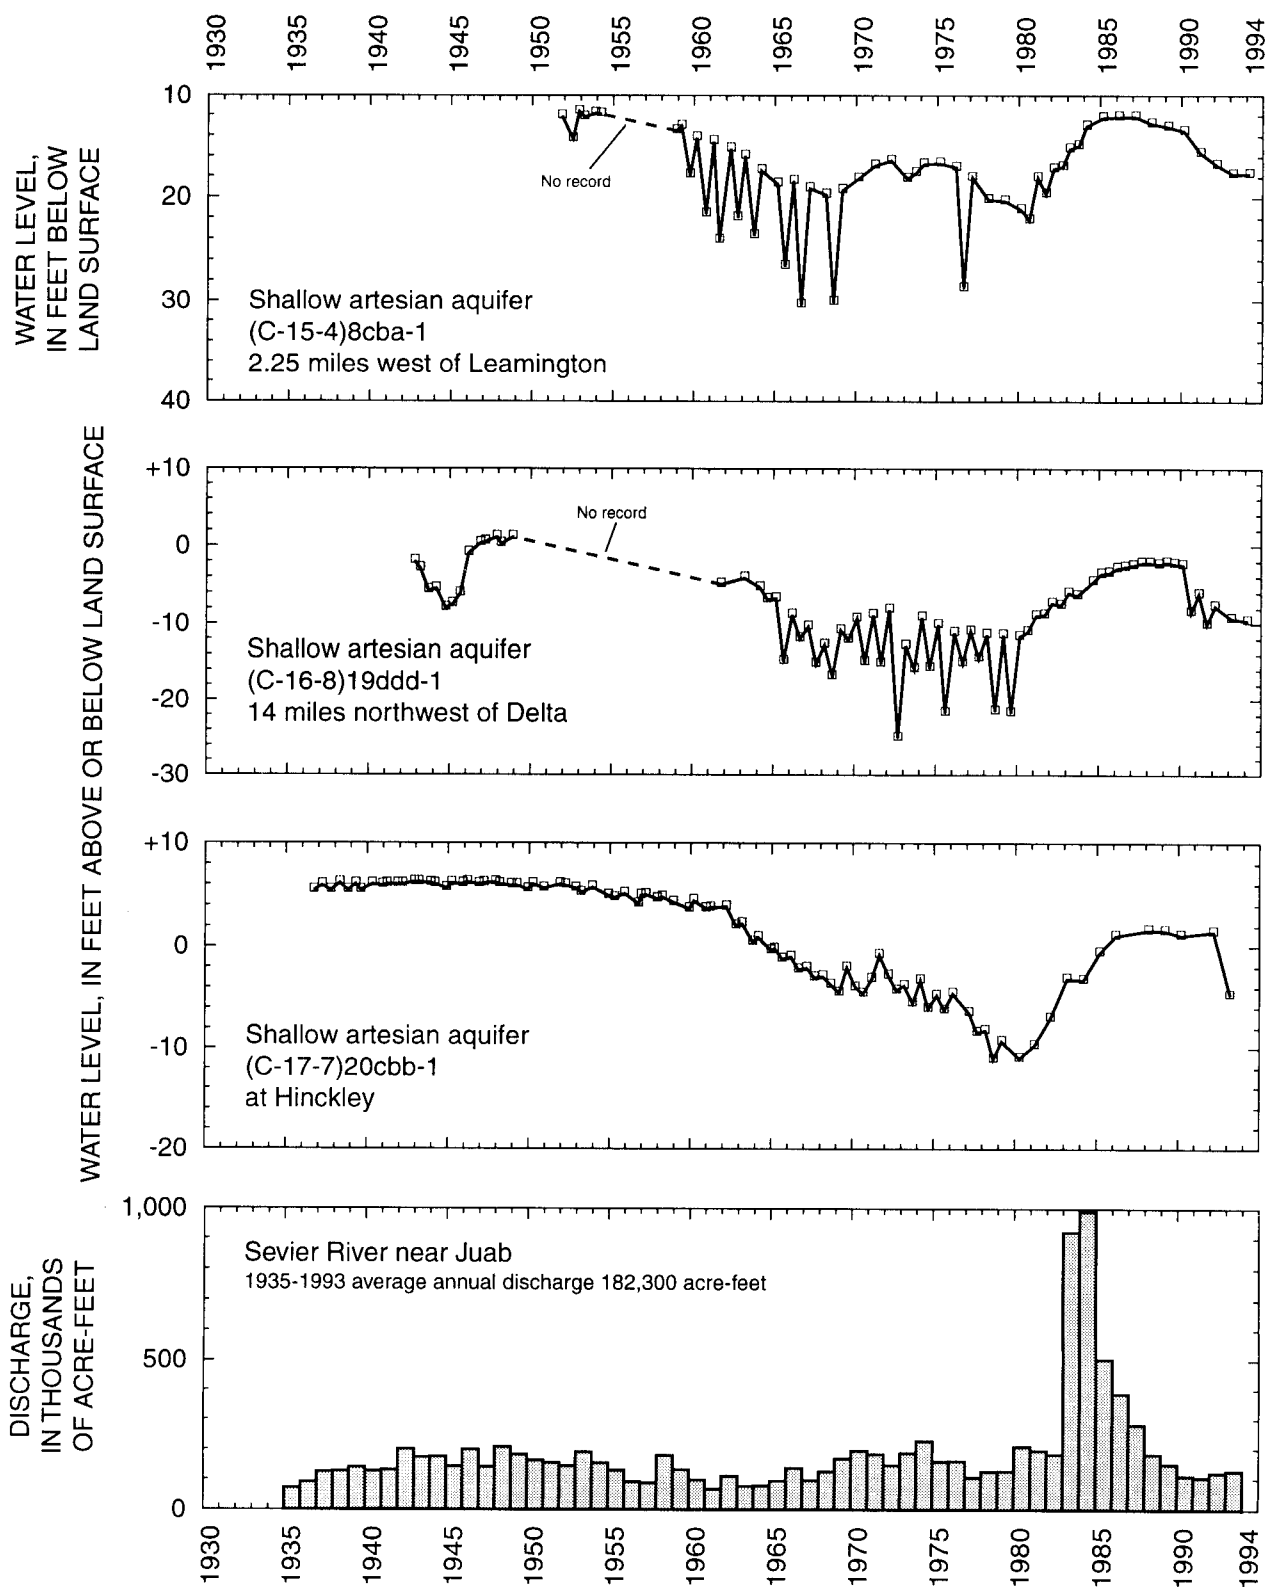 1930 1935 1940 1945 1950 1955 1960 1965 1970 1975 1980 1985 1990 1994
WATER LEVEL,
IN FEET BELOW
LAND SURFACE
10
20
30
40
No record
Shallow artesian aquifer
(C-15-4)8cba-1
2.25 miles west of Leamington
WATER LEVEL, IN FEET ABOVE OR BELOW LAND SURFACE
+10
0
-10
-20
-30
No record
Shallow artesian aquifer
(C-16-8)19ddd-1
14 miles northwest of Delta
+10
0
-10
-20
Shallow artesian aquifer
(C-17-7)20cbb-1
at Hinckley
DISCHARGE,
IN THOUSANDS
OF ACRE-FEET
1,000
500
0
Sevier River near Juab
1935-1993 average annual discharge 182,300 acre-feet
1930 1935 1940 1945 1950 1955 1960 1965 1970 1975 1980 1985 1990 1994